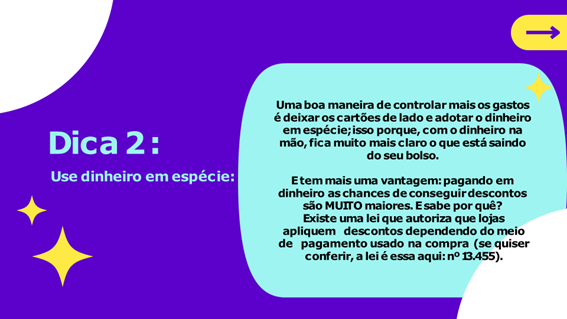 Dica 2:
Use dinheiro em espécie:
Uma boa maneira de controlar mais os gastos
é deixar os cartões de lado e adotar o dinheiro
em espécie; isso porque, com o dinheiro na
mão, fica muito mais claro o que está saindo
do seu bolso.
E tem mais uma vantagem: pagando em
dinheiro as chances de conseguir descontos
são MUITO maiores. E sabe por quê?
Existe uma lei que autoriza que lojas
apliquem descontos dependendo do meio
de pagamento usado na compra (se quiser
conferir, a lei é essa aqui: nº 13.455).